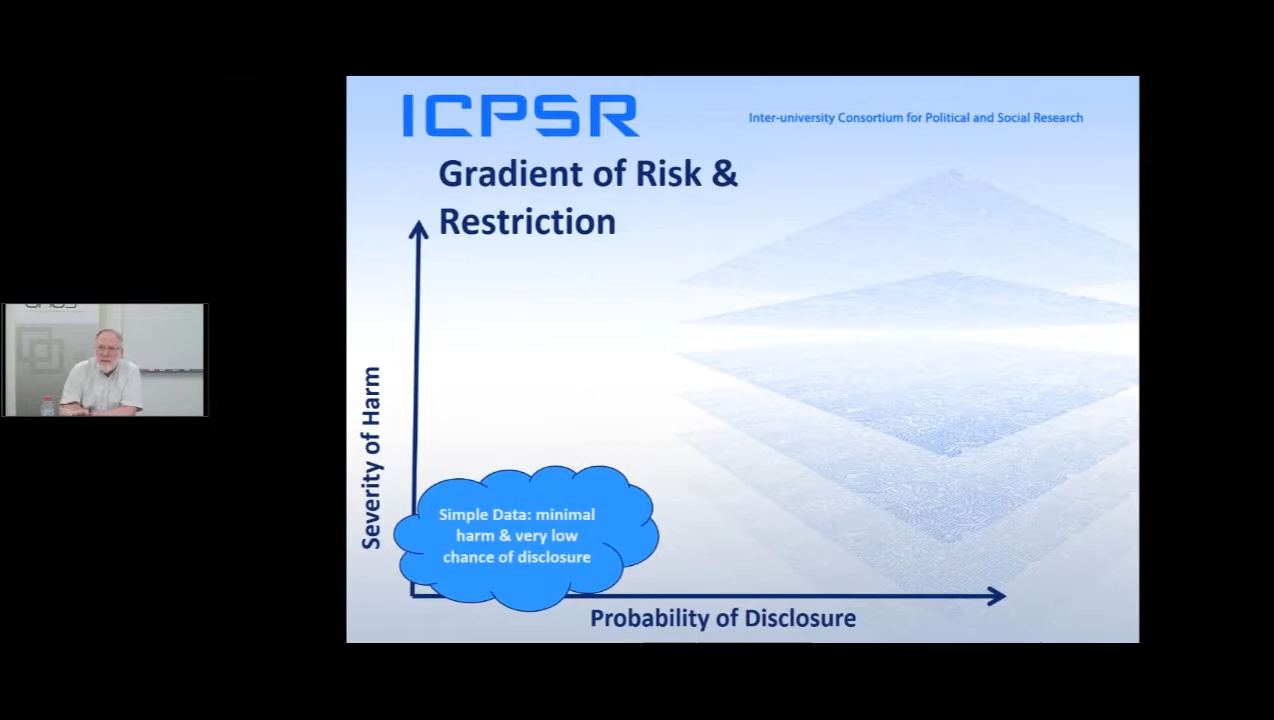 ICPSR
Inter-university Consortium for Political and Social Research
Gradient of Risk &
Restriction
Severity of Harm
Simple Data: minimal
harm & very low
chance of disclosure
Probability of Disclosure